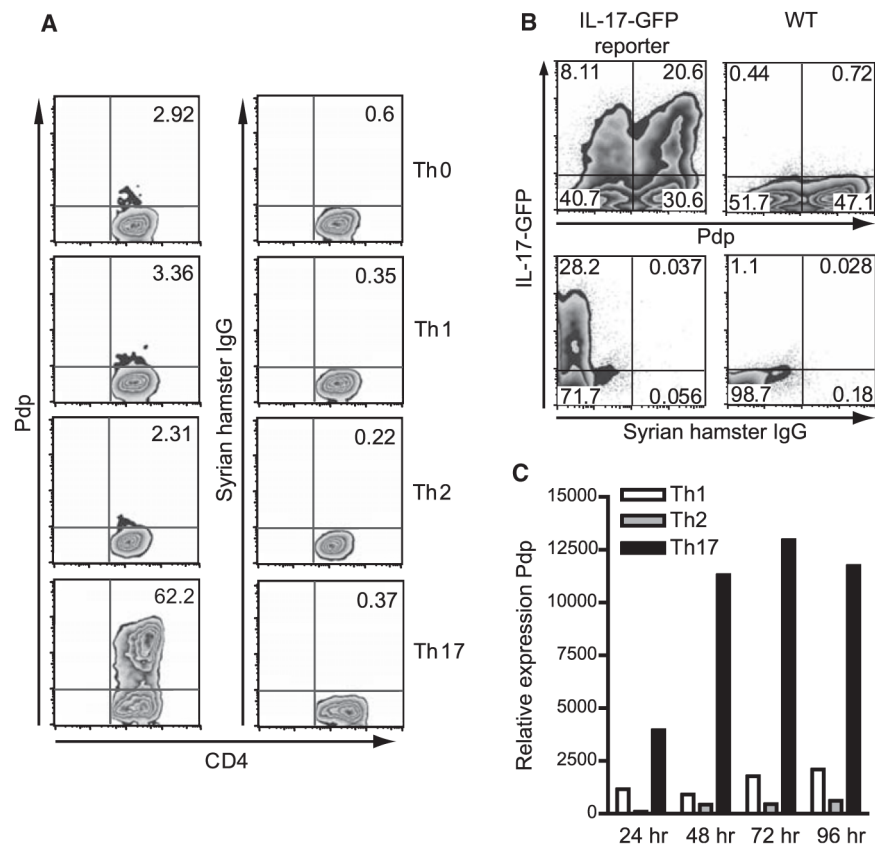 A
Pdp
Syrian hamster IgG
2.92
0.6
Th0
3.36
0.35
Th1
2.31
0.22
Th2
62.2
0.37
Th17
CD4
B
IL-17-GFP
reporter
WT
IL-17-GFP
8.11
20.6
40.7
30.6
0.44
0.72
51.7
47.1
Pdp
28.2
0.037
71.7
0.056
1.1
0.028
98.7
0.18
Syrian hamster IgG
C
Relative expression Pdp
15000
12500
10000
7500
5000
2500
0
Th1
Th2
Th17
24 hr
48 hr
72 hr
96 hr